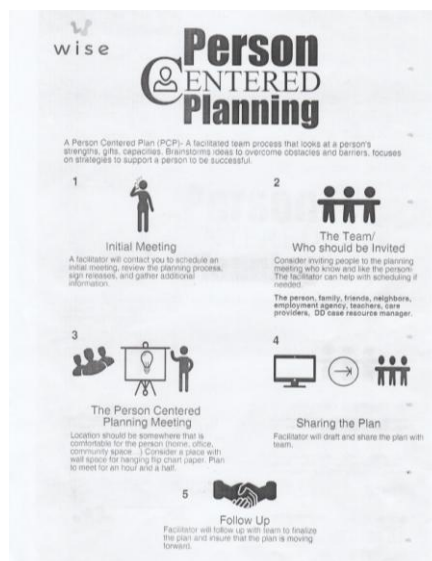 wise
Person
CENTERED
Planning
A Person Centered Plan (PCP)- A facilitated team process that looks at a person's
strengths, gifts, capacities. Brainstorms ideas to overcome obstacles and barriers, focuses
on strategies to support a person to be successful.
1
Initial Meeting
A facilitator will contact you to schedule an
initial meeting, review the planning process,
sign releases, and gather additional
information.
2
The Team/
Who should be Invited
Consider inviting people to the planning
meeting who know and like the person!
The facilitator can help with scheduling if
needed.
The person, family, friends, neighbors,
employment agency, teachers, care
providers, DD case resource manager.
3
The Person Centered
Planning Meeting
Location should be somewhere that is
comfortable for the person (home, office,
community space...) Consider a place with
wall space for hanging flip chart paper. Plan
to meet for an hour and a half.
4
Sharing the Plan
Facilitator will draft and share the plan with
team.
5
Follow Up
Facilitator will follow up with team to finalize
the plan and insure that the plan is moving
forward.